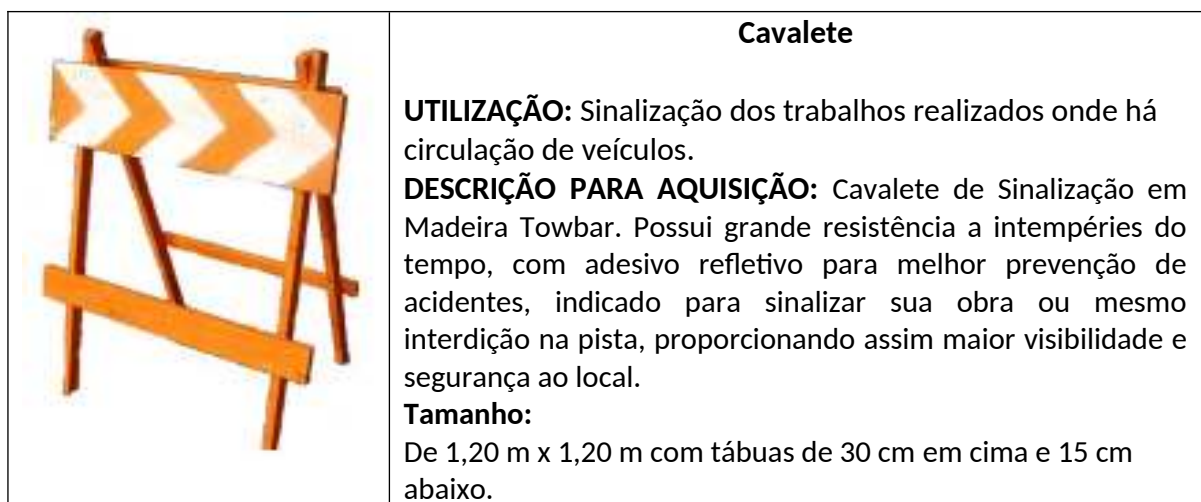 Cavalete
UTILIZAÇÃO: Sinalização dos trabalhos realizados onde há
circulação de veículos.
DESCRIÇÃO PARA AQUISIÇÃO: Cavalete de Sinalização em
Madeira Towbar. Possui grande resistência a intempéries do
tempo, com adesivo refletivo para melhor prevenção de
acidentes, indicado para sinalizar sua obra ou mesmo
interdição na pista, proporcionando assim maior visibilidade e
segurança ao local.
Tamanho:
De 1,20 m x 1,20 m com tábuas de 30 cm em cima e 15 cm
abaixo.